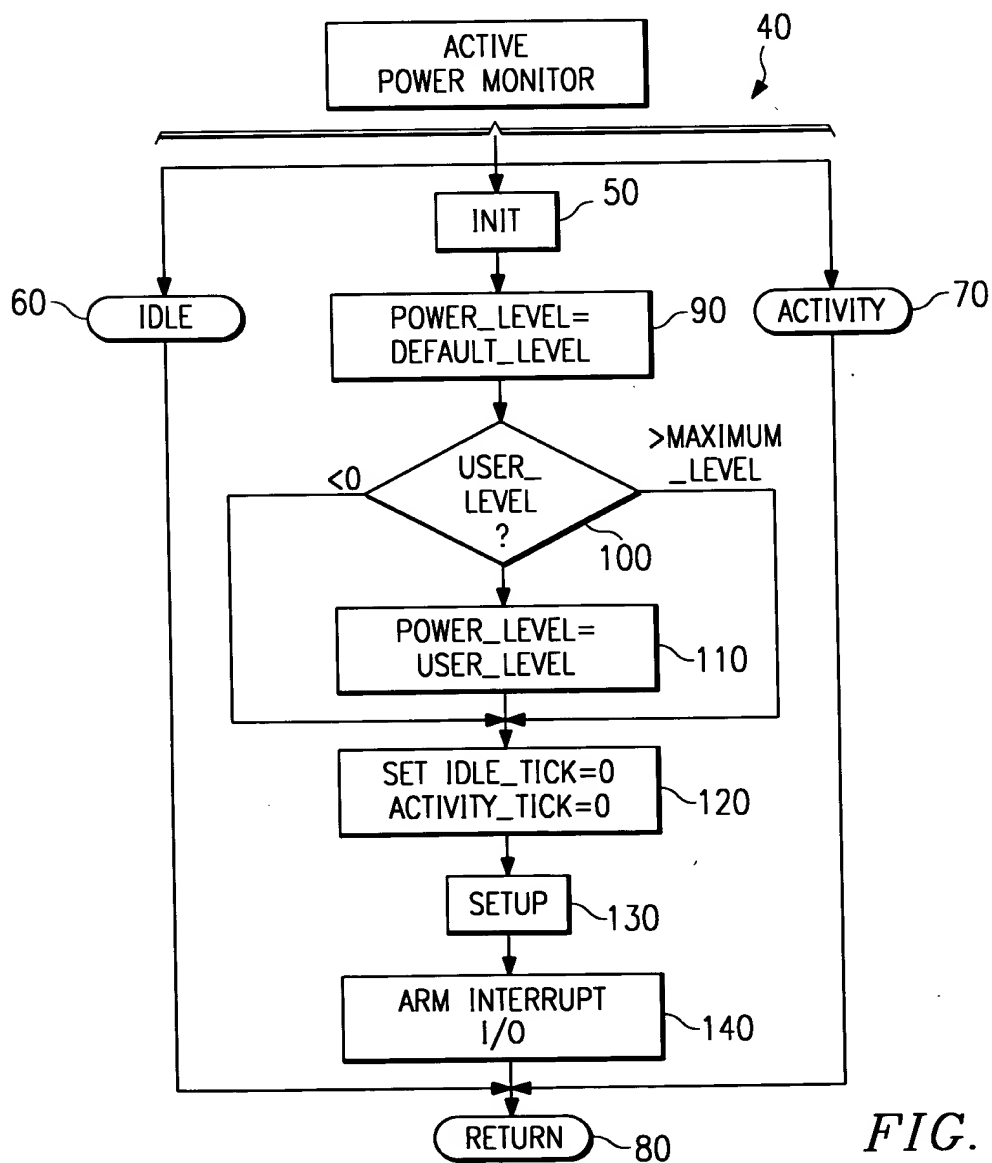 ACTIVE
POWER MONITOR
40
50
INIT
60
IDLE
POWER_LEVEL=
DEFAULT_LEVEL
90
ACTIVITY
70
<0
USER_
LEVEL
?
>MAXIMUM
_LEVEL
100
POWER_LEVEL=
USER_LEVEL
110
SET IDLE_TICK=0
ACTIVITY_TICK=0
120
SETUP
130
ARM INTERRUPT
I/O
140
RETURN
80
FIG.